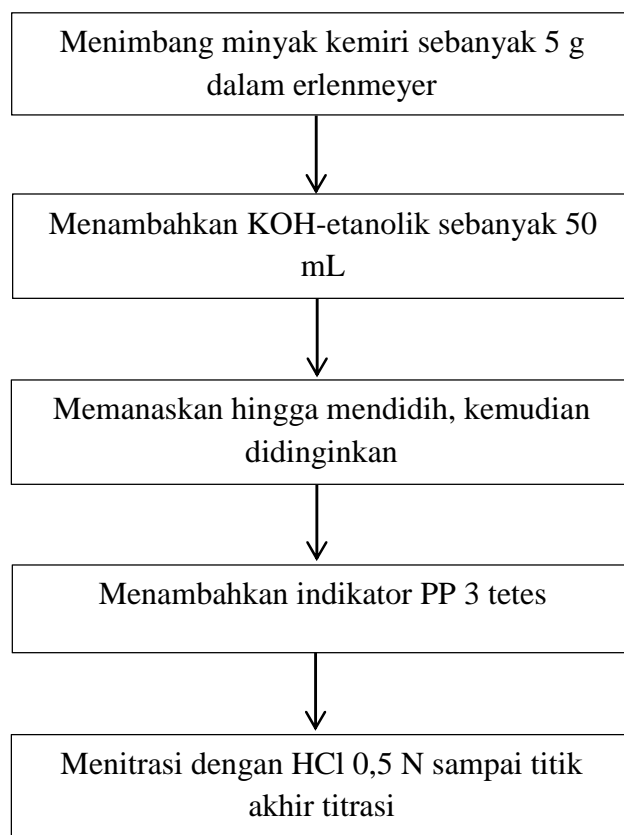 Menimbang minyak kemiri sebanyak 5 g
dalam erlenmeyer
Menambahkan KOH-etanolik sebanyak 50
mL
Memanaskan hingga mendidih, kemudian
didinginkan
Menambahkan indikator PP 3 tetes
Menitrasi dengan HCl 0,5 N sampai titik
akhir titrasi